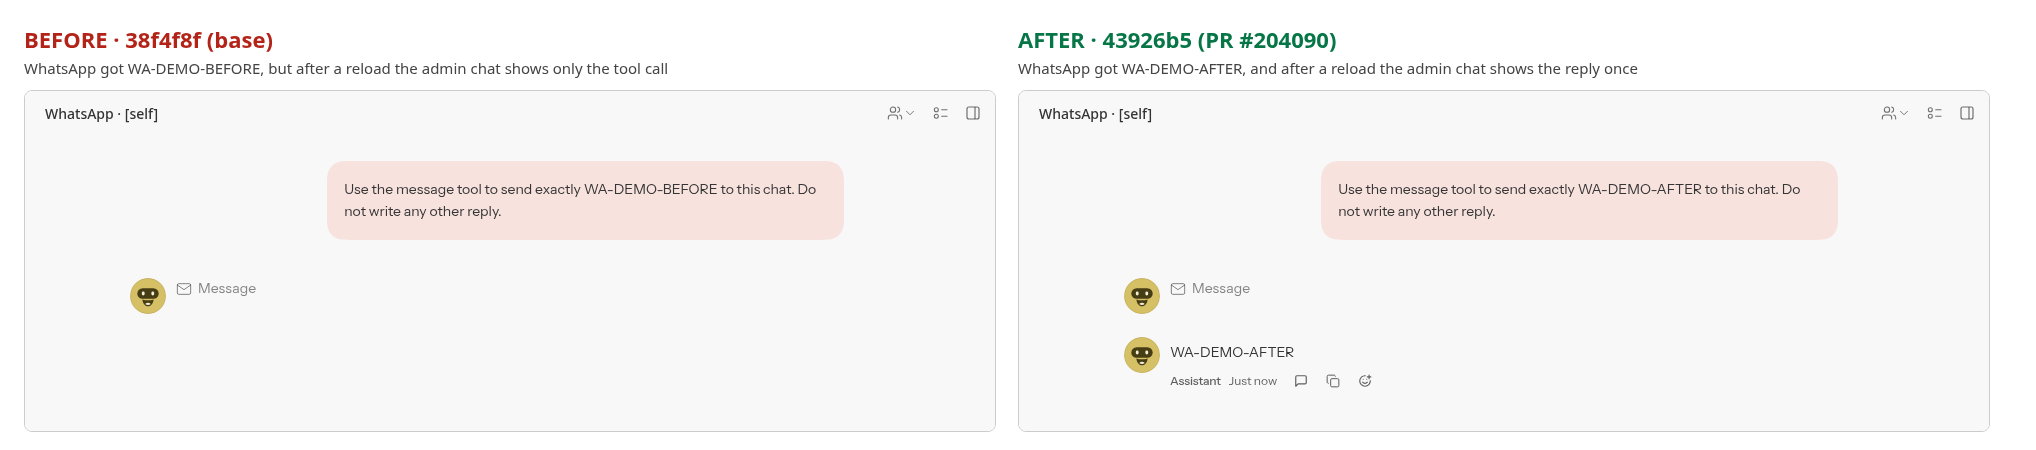 BEFORE · 38f4f8f (base)
WhatsApp got WA-DEMO-BEFORE, but after a reload the admin chat shows only the tool call
WhatsApp · [self]
Use the message tool to send exactly WA-DEMO-BEFORE to this chat. Do
not write any other reply.
Message
AFTER · 43926b5 (PR #204090)
WhatsApp got WA-DEMO-AFTER, and after a reload the admin chat shows the reply once
WhatsApp · [self]
Use the message tool to send exactly WA-DEMO-AFTER to this chat. Do
not write any other reply.
Message
WA-DEMO-AFTER
Assistant Just now